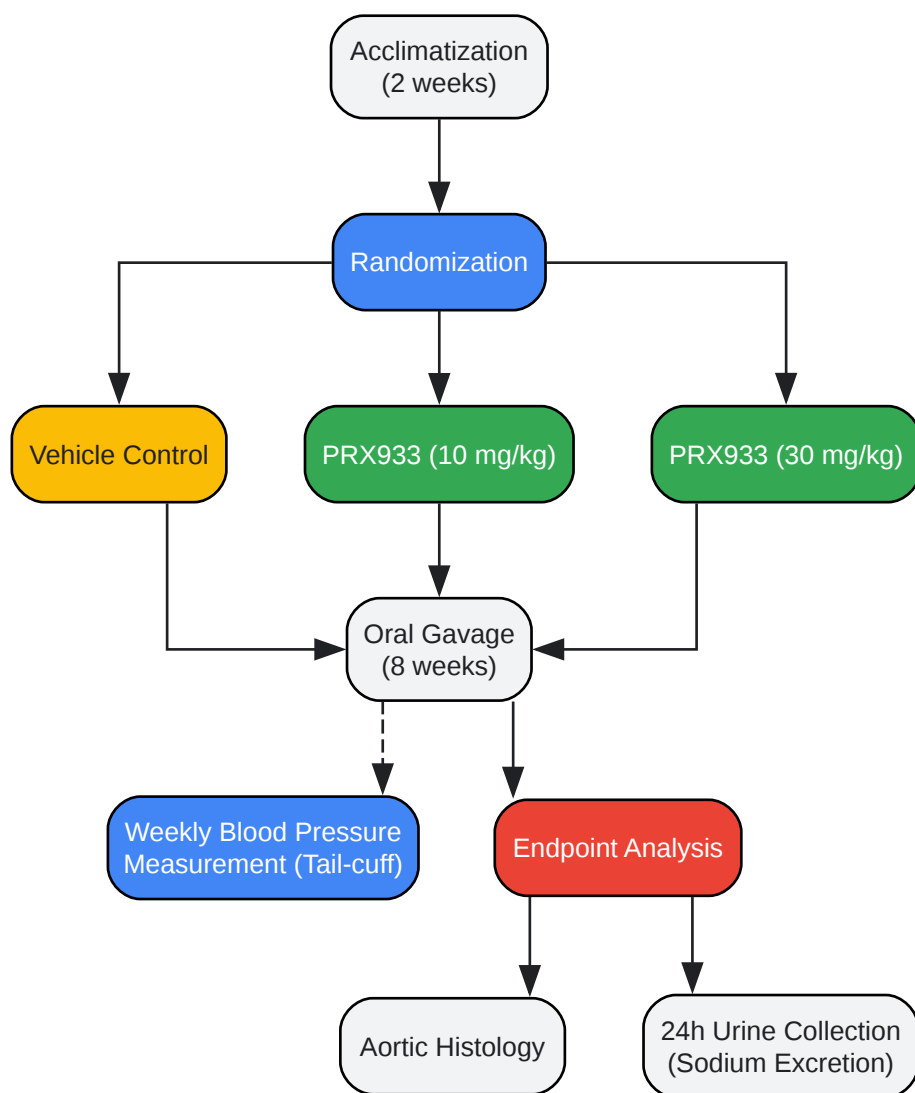 Acclimatization
(2 weeks)
Randomization
Vehicle Control
PRX933 (10 mg/kg)
PRX933 (30 mg/kg)
Oral Gavage
(8 weeks)
Weekly Blood Pressure
Measurement (Tail-cuff)
Endpoint Analysis
Aortic Histology
24h Urine Collection
(Sodium Excretion)